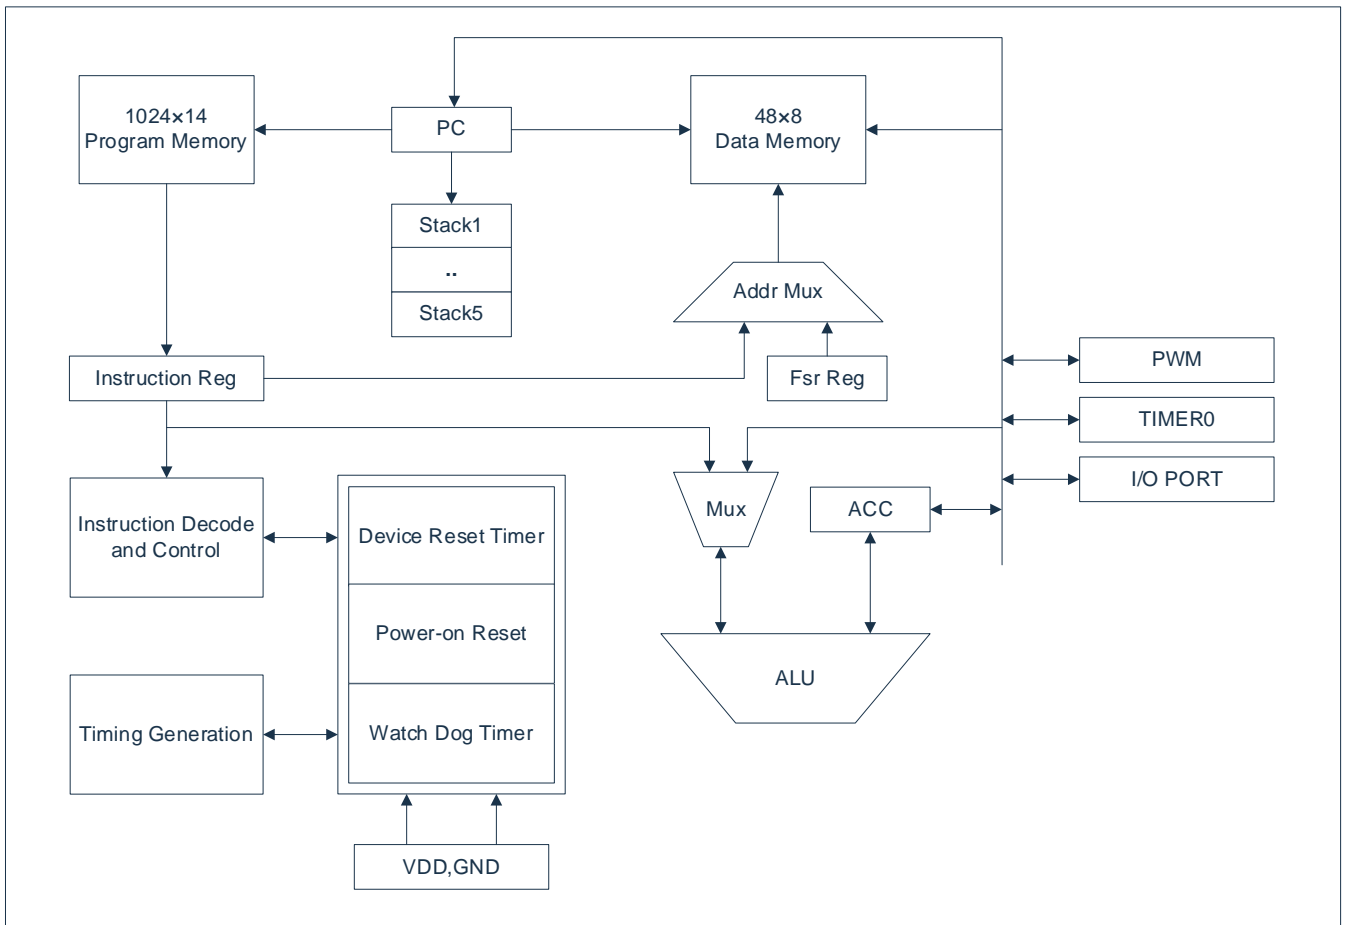 1024×14
Program Memory
PC
48×8
Data Memory
Stack1
..
Stack5
Addr Mux
Instruction Reg
Fsr Reg
PWM
TIMER0
I/O PORT
Instruction Decode
and Control
Device Reset Timer
Mux
ACC
Power-on Reset
ALU
Timing Generation
Watch Dog Timer
VDD,GND